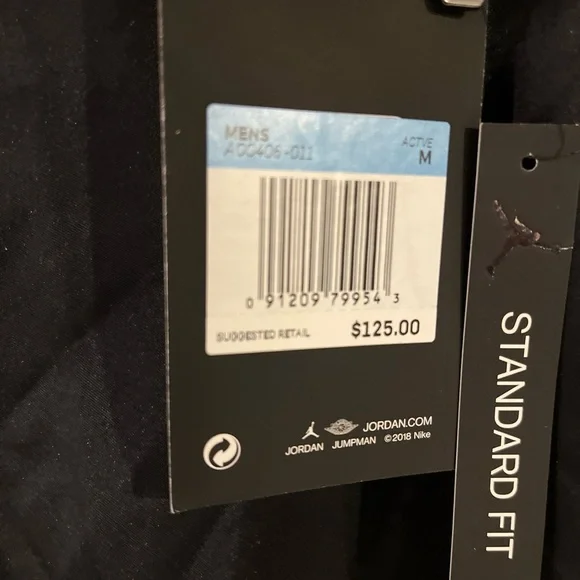 MENS
AO0406-011
ACTVE
M
0 91209 79954 3
SUGGESTED RETAIL $125.00
JORDAN.COM
JORDAN JUMPMAN ©2018 Nike
STANDARD FIT